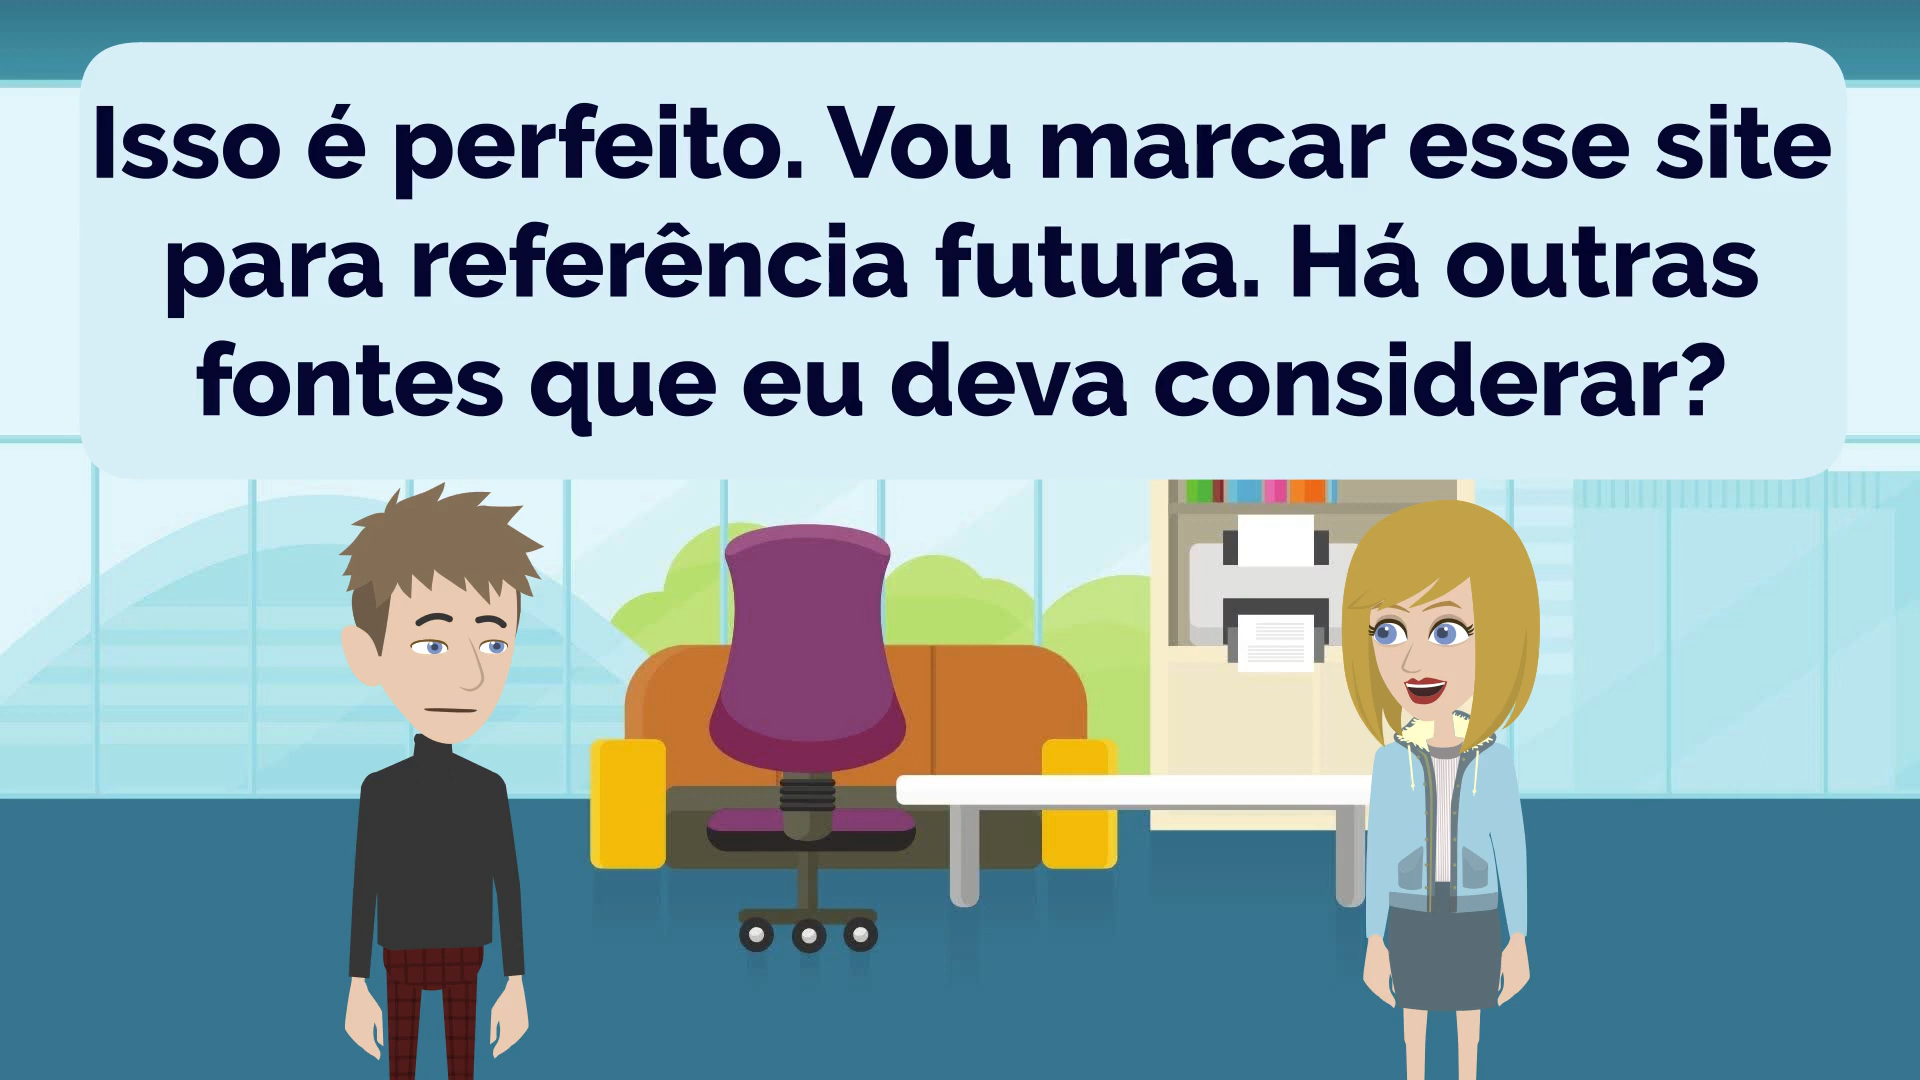 Isso é perfeito. Vou marcar esse site
para referência futura. Há outras
fontes que eu deva considerar?